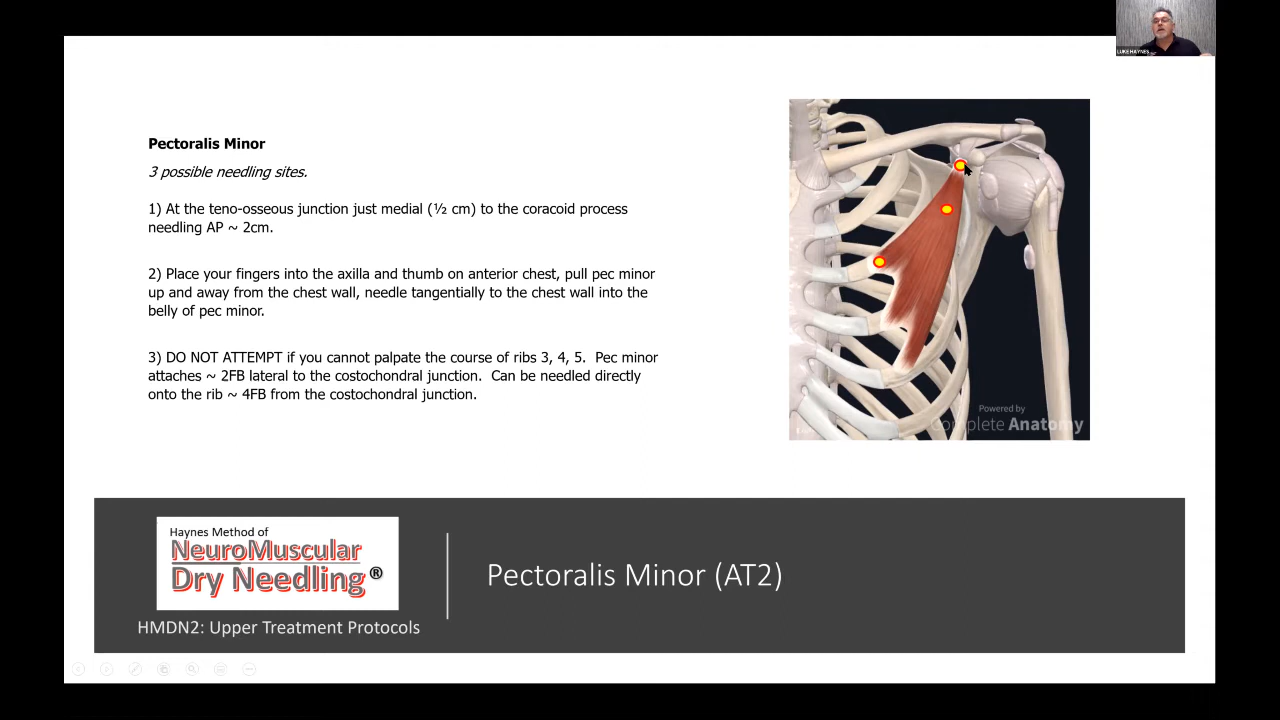 LUKE HAYNES
Pectoralis Minor
3 possible needling sites.
1) At the teno-osseous junction just medial (½ cm) to the coracoid process
needling AP ~ 2cm.
2) Place your fingers into the axilla and thumb on anterior chest, pull pec minor
up and away from the chest wall, needle tangentially to the chest wall into the
belly of pec minor.
3) DO NOT ATTEMPT if you cannot palpate the course of ribs 3, 4, 5.  Pec minor
attaches ~ 2FB lateral to the costochondral junction.  Can be needled directly
onto the rib ~ 4FB from the costochondral junction.
Powered by
Complete Anatomy
Haynes Method of
NeuroMuscular
Dry Needling®
HMDN2: Upper Treatment Protocols
Pectoralis Minor (AT2)